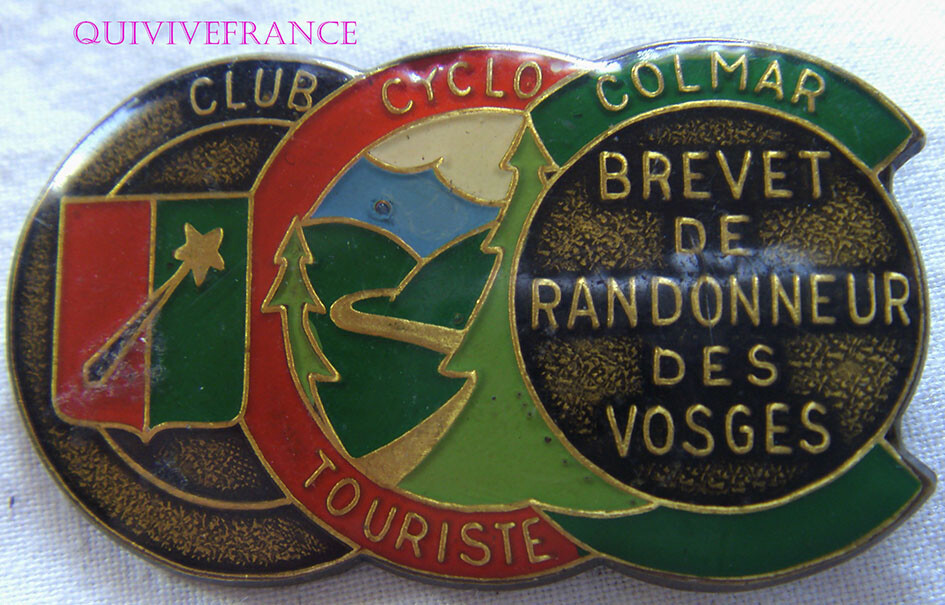 QUIVIVEFRANCE
CLUB CYCLO COLMAR
TOURISTE
BREVET
DE
RANDONNEUR
DES
VOSGES